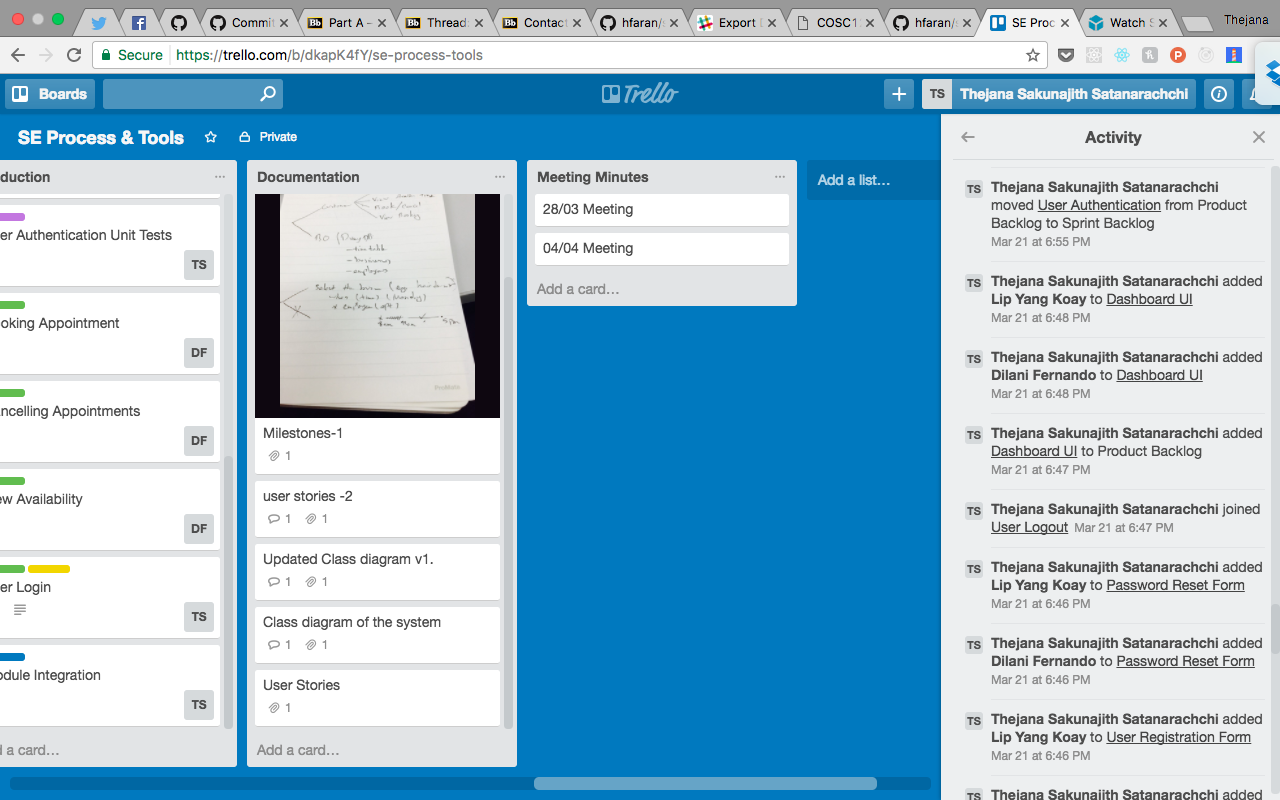 Thejana
Commit
Part A –
Thread:
Contact
hfaran/s
Export
COSC1
hfaran/s
SE Proc
Watch S
Secure https://trello.com/b/dkapK4fY/se-process-tools
Boards
Trello
TS Thejana Sakunajith Satanarachchi
SE Process & Tools Private
duction
er Authentication Unit Tests
TS
oking Appointment
DF
ncelling Appointments
DF
ew Availability
DF
er Login
TS
odule Integration
TS
d a card…
Documentation
Milestones-1
1
user stories -2
1 1
Updated Class diagram v1.
1 1
Class diagram of the system
1 1
User Stories
1
Add a card…
Meeting Minutes
28/03 Meeting
04/04 Meeting
Add a card…
Add a list…
Activity
TS Thejana Sakunajith Satanarachchi
moved User Authentication from Product
Backlog to Sprint Backlog
Mar 21 at 6:55 PM
TS Thejana Sakunajith Satanarachchi added
Lip Yang Koay to Dashboard UI
Mar 21 at 6:48 PM
TS Thejana Sakunajith Satanarachchi added
Dilani Fernando to Dashboard UI
Mar 21 at 6:48 PM
TS Thejana Sakunajith Satanarachchi added
Dashboard UI to Product Backlog
Mar 21 at 6:47 PM
TS Thejana Sakunajith Satanarachchi joined
User Logout Mar 21 at 6:47 PM
TS Thejana Sakunajith Satanarachchi added
Lip Yang Koay to Password Reset Form
Mar 21 at 6:46 PM
TS Thejana Sakunajith Satanarachchi added
Dilani Fernando to Password Reset Form
Mar 21 at 6:46 PM
TS Thejana Sakunajith Satanarachchi added
Lip Yang Koay to User Registration Form
Mar 21 at 6:46 PM
TS Thejana Sakunajith Satanarachchi added